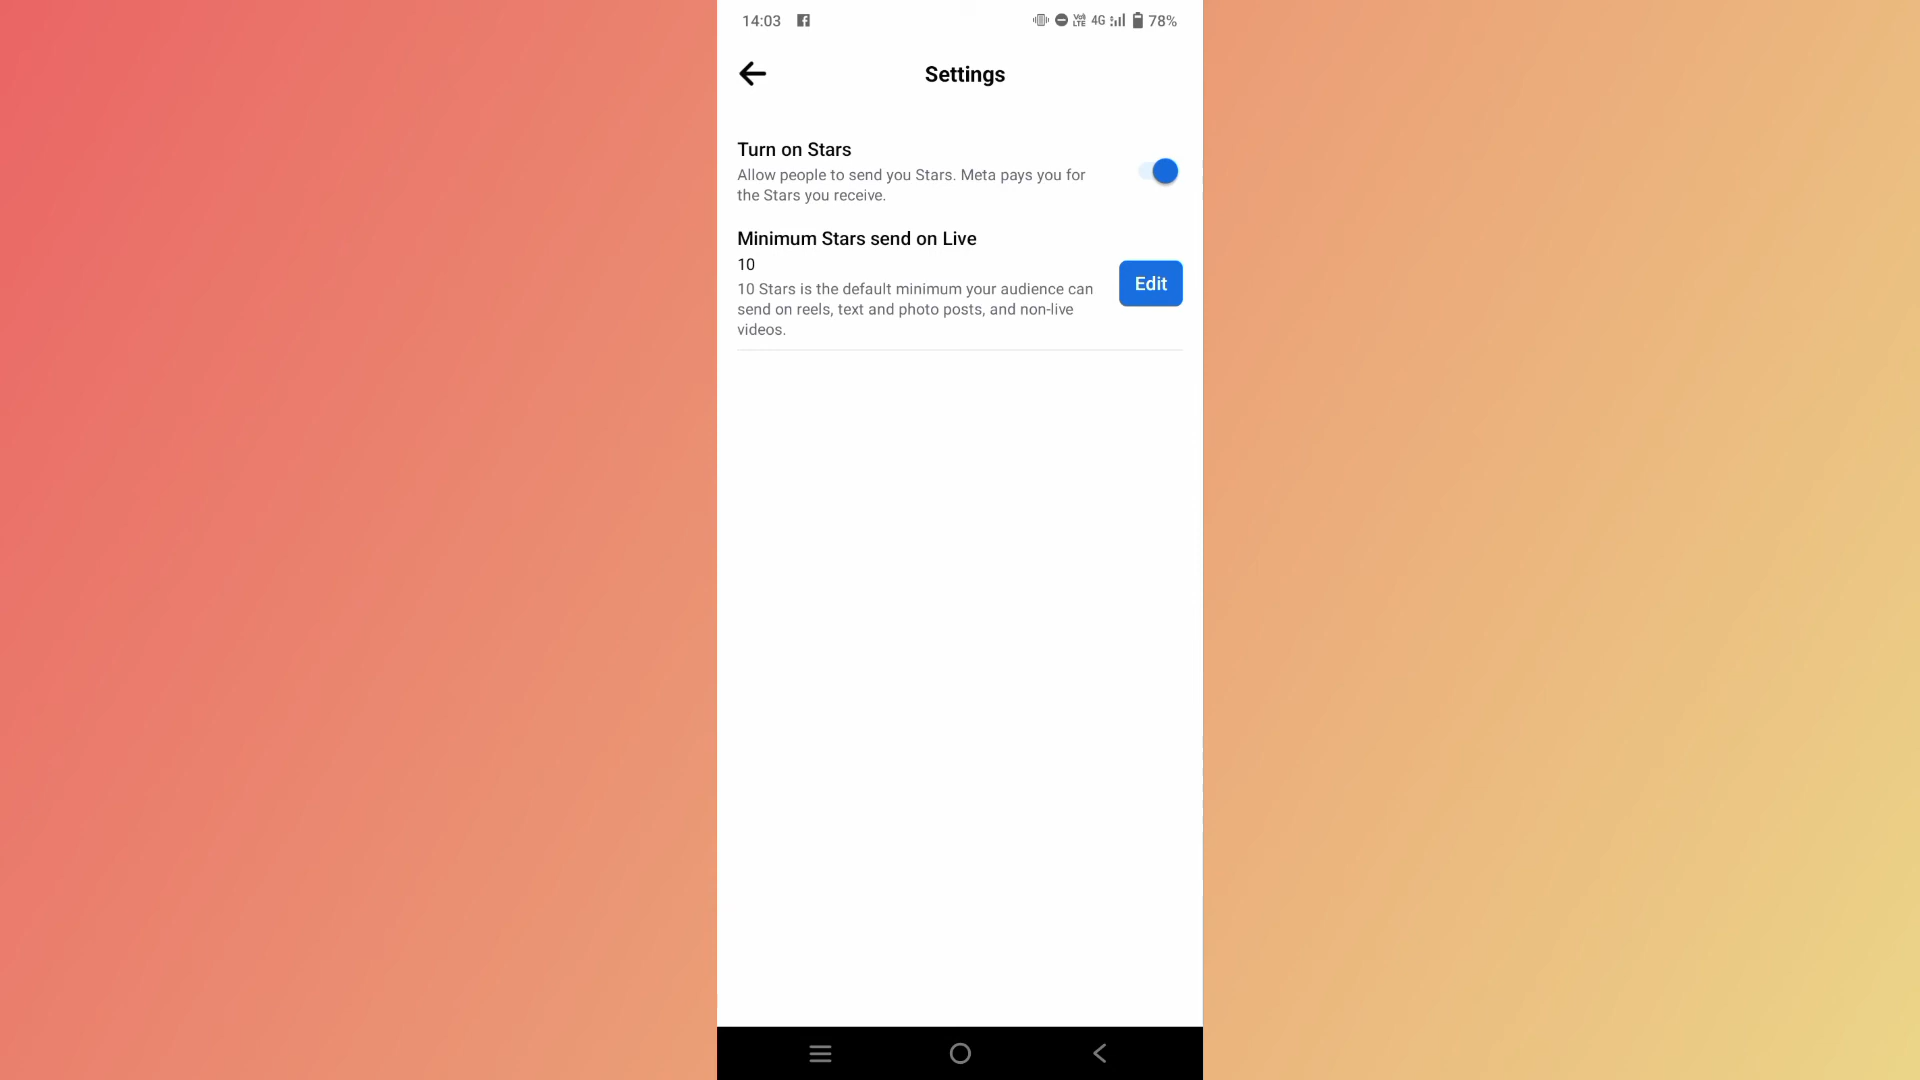 14:03 VoI LTE 4G 78%
Settings
Turn on Stars
Allow people to send you Stars. Meta pays you for
the Stars you receive.
Minimum Stars send on Live
10
10 Stars is the default minimum your audience can
send on reels, text and photo posts, and non-live
videos.
Edit